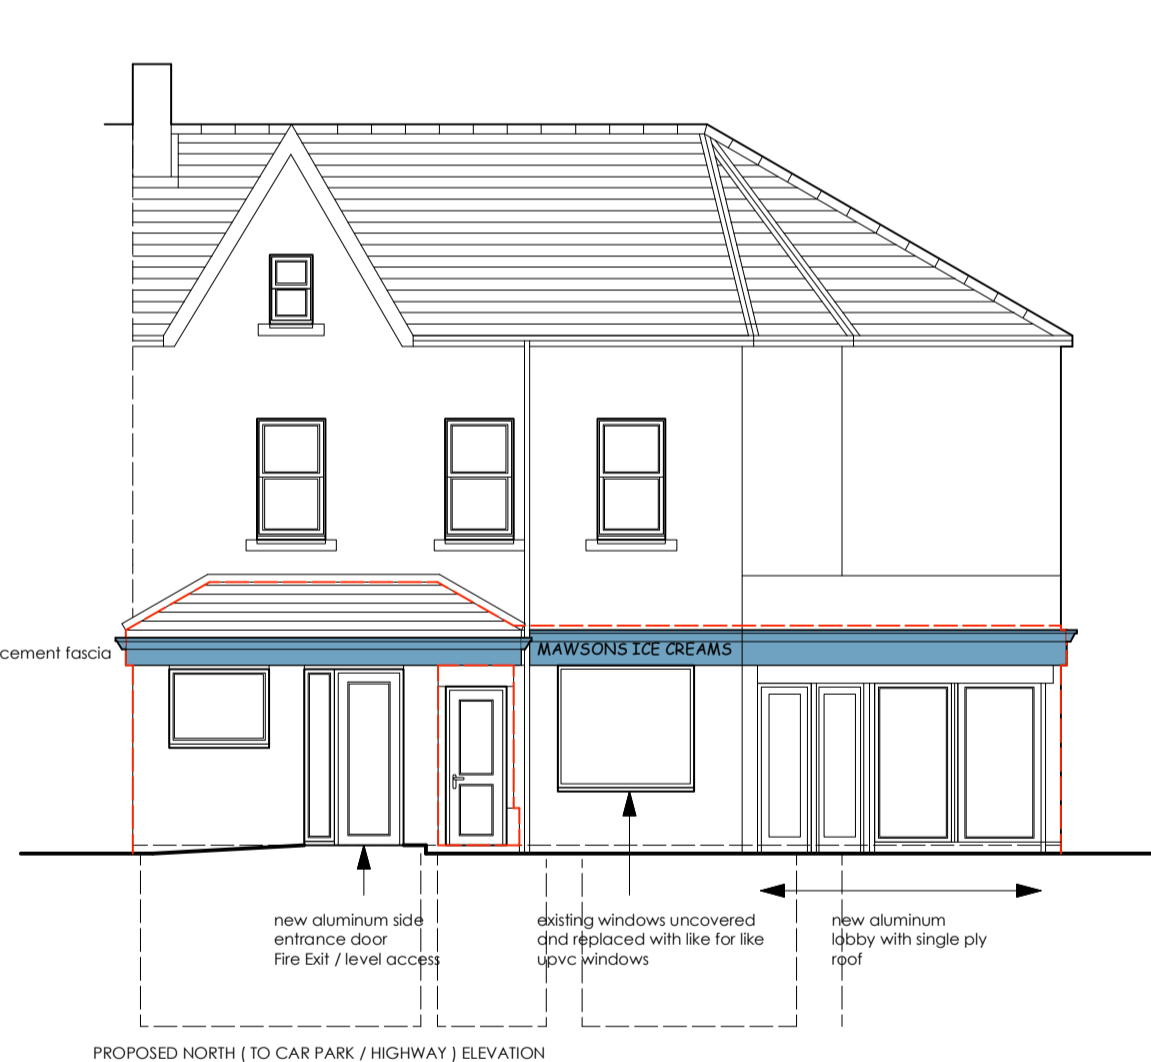 cement fascia
MAWSONS ICE CREAMS
new aluminum side
entrance door
Fire Exit / level access
existing windows uncovered
and replaced with like for like
upvc windows
new aluminum
lobby with single ply
roof
PROPOSED NORTH ( TO CAR PARK / HIGHWAY ) ELEVATION